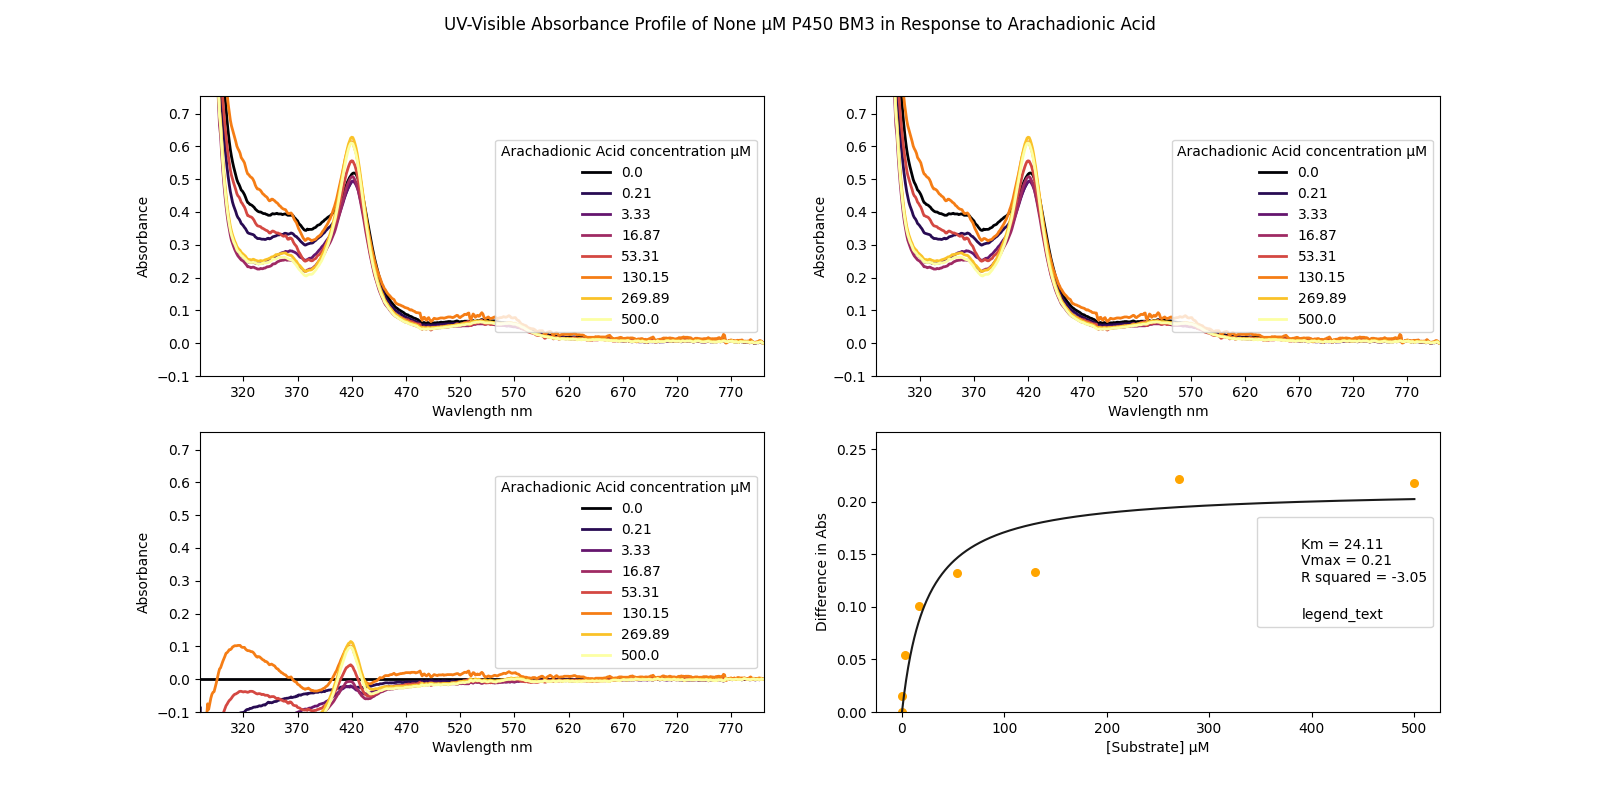 UV-Visible Absorbance Profile of None μM P450 BM3 in Response to Arachadionic Acid
Absorbance
0.7
0.6
0.5
0.4
0.3
0.2
0.1
0.0
−0.1
320 370 420 470 520 570 620 670 720 770
Wavlength nm
Arachadionic Acid concentration μM
0.0
0.21
3.33
16.87
53.31
130.15
269.89
500.0
Absorbance
0.7
0.6
0.5
0.4
0.3
0.2
0.1
0.0
−0.1
320 370 420 470 520 570 620 670 720 770
Wavlength nm
Arachadionic Acid concentration μM
0.0
0.21
3.33
16.87
53.31
130.15
269.89
500.0
Absorbance
0.7
0.6
0.5
0.4
0.3
0.2
0.1
0.0
−0.1
320 370 420 470 520 570 620 670 720 770
Wavlength nm
Arachadionic Acid concentration μM
0.0
0.21
3.33
16.87
53.31
130.15
269.89
500.0
Difference in Abs
0.25
0.20
0.15
0.10
0.05
0.00
0 100 200 300 400 500
[Substrate] μM
Km = 24.11
Vmax = 0.21
R squared = -3.05
legend_text